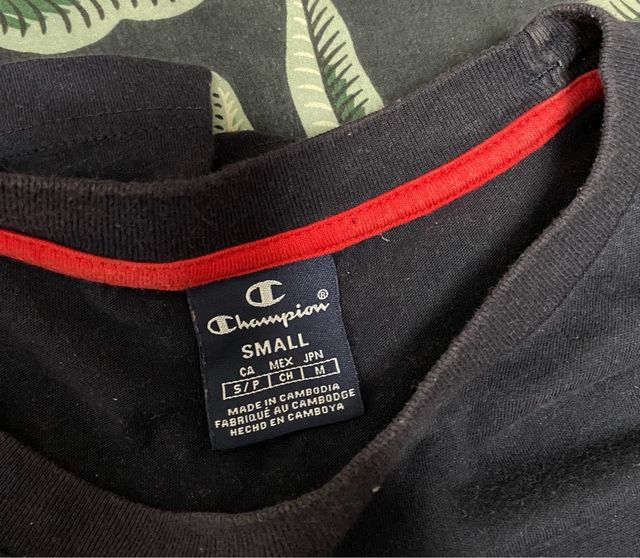 C
Champion®
SMALL
CA MEX JPN
S/P CH M
MADE IN CAMBODIA
FABRIQUÉ AU CAMBODGE
HECHO EN CAMBOYA